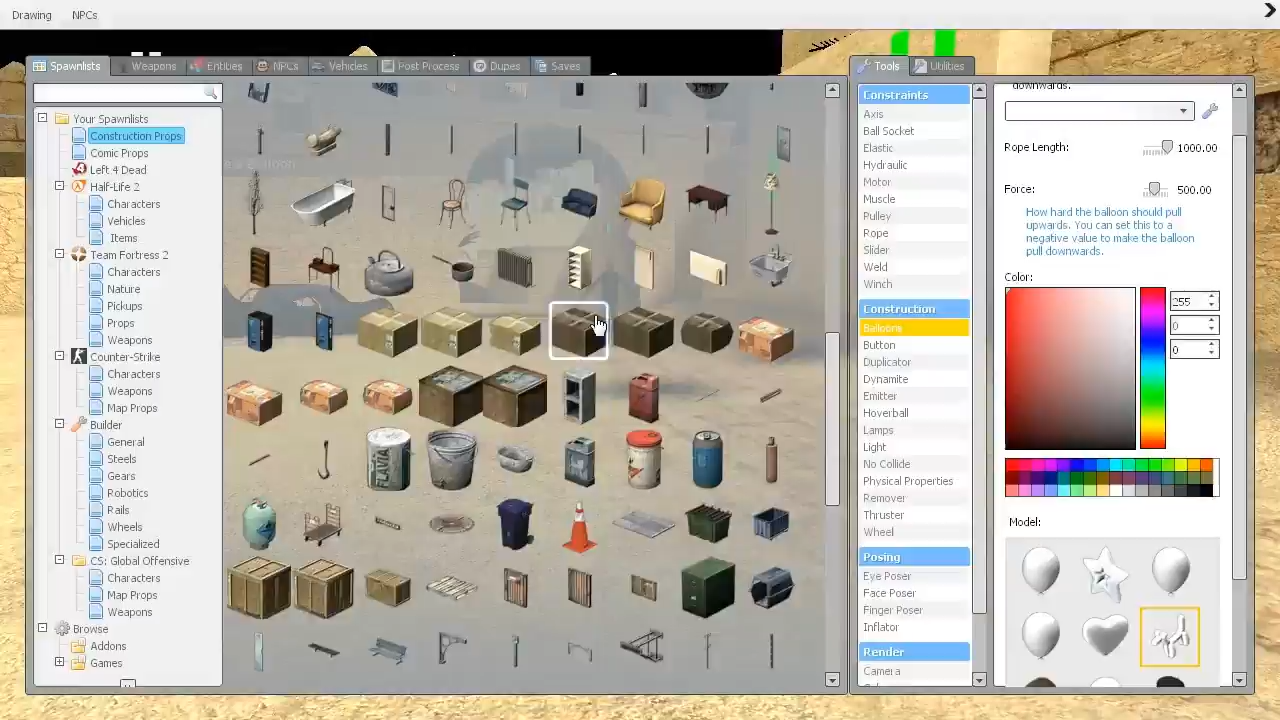 Drawing NPCs
Spawnlists Weapons Entities NPCs Vehicles Post Process Dupes Saves
Your Spawnlists
Construction Props
Comic Props
Left 4 Dead
Half-Life 2
Characters
Vehicles
Items
Team Fortress 2
Characters
Nature
Pickups
Props
Weapons
Counter-Strike
Characters
Weapons
Map Props
Builder
General
Steels
Gears
Robotics
Rails
Wheels
Specialized
CS: Global Offensive
Characters
Map Props
Weapons
Browse
Addons
Games
Tools Utilities
Constraints
Axis
Ball Socket
Elastic
Hydraulic
Motor
Muscle
Pulley
Rope
Slider
Weld
Winch
Construction
Balloons
Button
Duplicator
Dynamite
Emitter
Hoverball
Lamps
Light
No Collide
Physical Properties
Remover
Thruster
Wheel
Posing
Eye Poser
Face Poser
Finger Poser
Inflator
Render
Camera
downwards.
Rope Length: 1000.00
Force: 500.00
How hard the balloon should pull
upwards. You can set this to a
negative value to make the balloon
pull downwards.
Color:
255
0
0
Model: